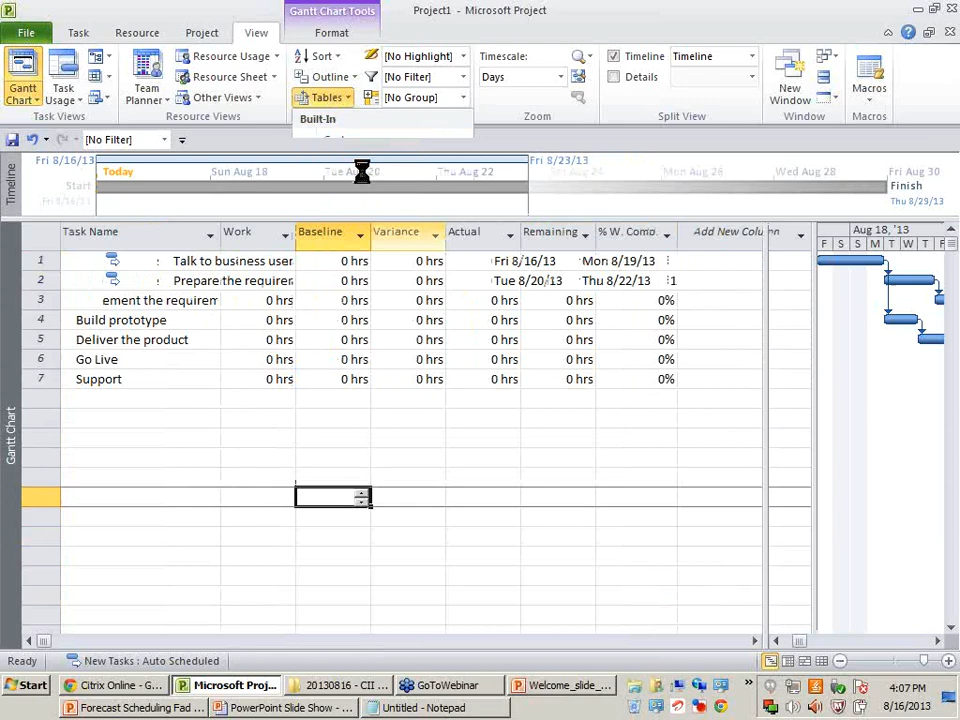 Gantt Chart Tools
Project1 - Microsoft Project
File Task Resource Project View Format
Gantt Chart
Task Usage
Task Views
Team Planner
Resource Usage
Resource Sheet
Other Views
Resource Views
Sort
Outline
Tables
[No Highlight]
[No Filter]
[No Group]
Built-In
Timescale:
Days
Zoom
Timeline Timeline
Details
Split View
New Window
Window
Macros
Macros
[No Filter]
Timeline
Fri 8/16/13
Fri 8/23/13
Today Sun Aug 18 Tue Aug 20 Thu Aug 22 Sat Aug 24 Mon Aug 26 Wed Aug 28 Fri Aug 30
Start
Fri 8/16/13
Finish
Thu 8/29/13
Task Name Work Baseline Variance Actual Remaining % W. Comp. Add New Column
Aug 18, '13
F S S M T W T F S
1 Talk to business user 0 hrs 0 hrs Fri 8/16/13 Mon 8/19/13
2 Prepare the requirer 0 hrs 0 hrs Tue 8/20/13 Thu 8/22/13 1
3 ement the requirem 0 hrs 0 hrs 0 hrs 0 hrs 0 hrs 0%
4 Build prototype 0 hrs 0 hrs 0 hrs 0 hrs 0 hrs 0%
5 Deliver the product 0 hrs 0 hrs 0 hrs 0 hrs 0 hrs 0%
6 Go Live 0 hrs 0 hrs 0 hrs 0 hrs 0 hrs 0%
7 Support 0 hrs 0 hrs 0 hrs 0 hrs 0 hrs 0%
Gantt Chart
Ready New Tasks : Auto Scheduled
Start Citrix Online - G... Microsoft Proj... 20130816 - CII ... GoToWebinar Welcome_slide_... 4:07 PM
Forecast Scheduling Fad ... PowerPoint Slide Show - ... Untitled - Notepad 8/16/2013